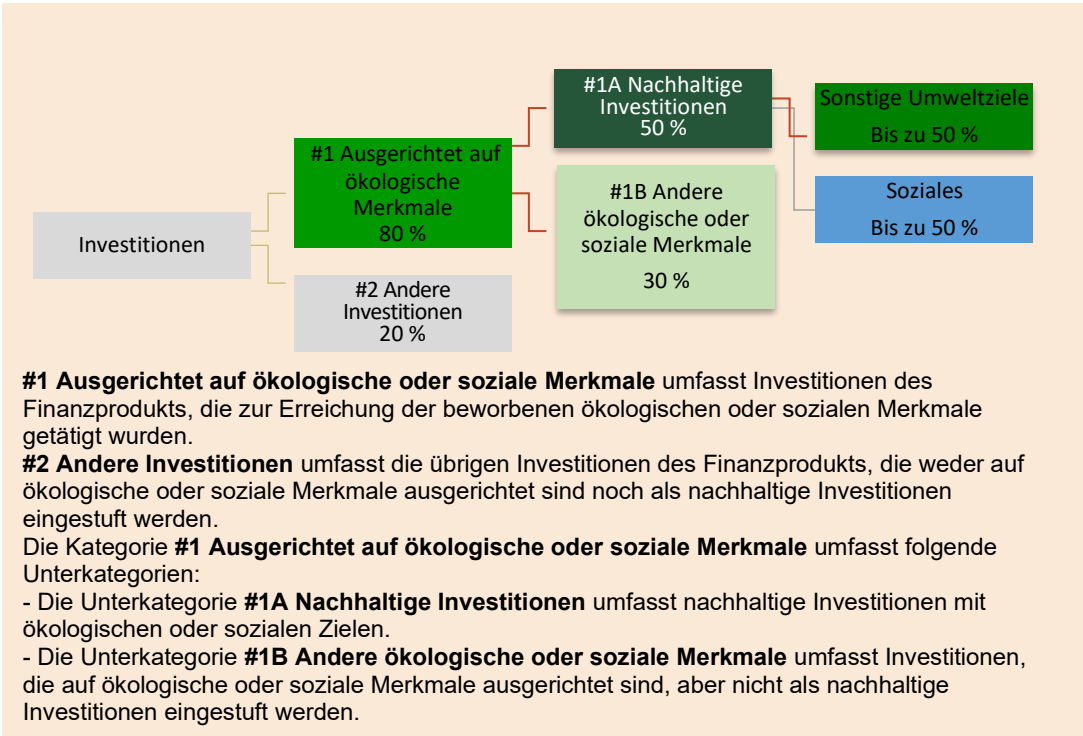 #1A Nachhaltige
Investitionen
50 %
Sonstige Umweltziele
Bis zu 50 %
#1 Ausgerichtet auf
ökologische
Merkmale
80 %
#1B Andere
ökologische oder
soziale Merkmale
30 %
Soziales
Bis zu 50 %
Investitionen
#2 Andere
Investitionen
20 %
#1 Ausgerichtet auf ökologische oder soziale Merkmale umfasst Investitionen des
Finanzprodukts, die zur Erreichung der beworbenen ökologischen oder sozialen Merkmale
getätigt wurden.
#2 Andere Investitionen umfasst die übrigen Investitionen des Finanzprodukts, die weder auf
ökologische oder soziale Merkmale ausgerichtet sind noch als nachhaltige Investitionen
eingestuft werden.
Die Kategorie #1 Ausgerichtet auf ökologische oder soziale Merkmale umfasst folgende
Unterkategorien:
- Die Unterkategorie #1A Nachhaltige Investitionen umfasst nachhaltige Investitionen mit
ökologischen oder sozialen Zielen.
- Die Unterkategorie #1B Andere ökologische oder soziale Merkmale umfasst Investitionen,
die auf ökologische oder soziale Merkmale ausgerichtet sind, aber nicht als nachhaltige
Investitionen eingestuft werden.